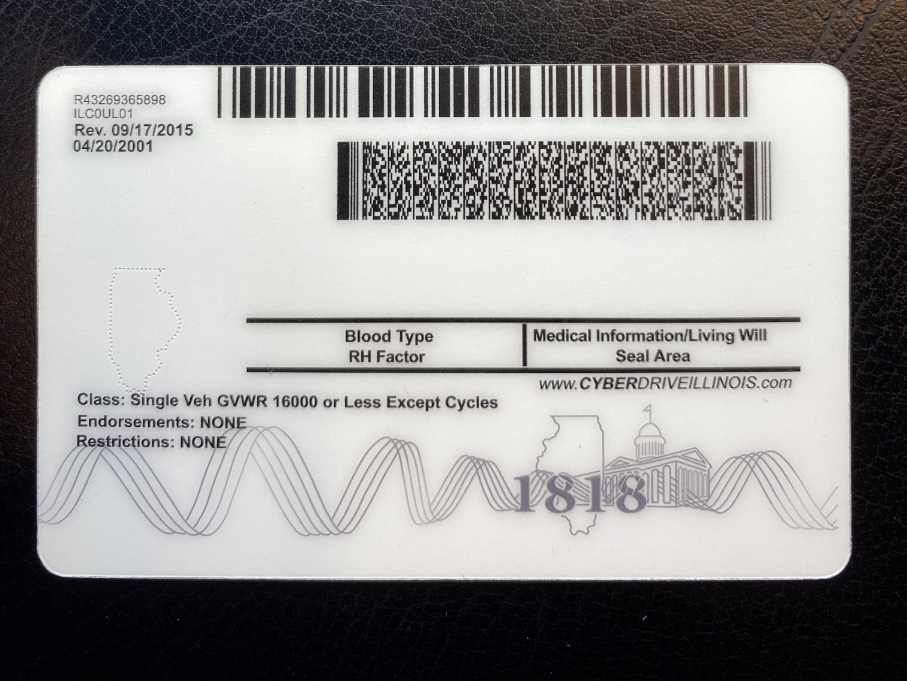 R43269365898
ILC0UL01
Rev. 09/17/2015
04/20/2001
Blood Type
RH Factor
Medical Information/Living Will
Seal Area
www.CYBERDRIVEILLINOIS.com
Class: Single Veh GVWR 16000 or Less Except Cycles
Endorsements: NONE
Restrictions: NONE
1818